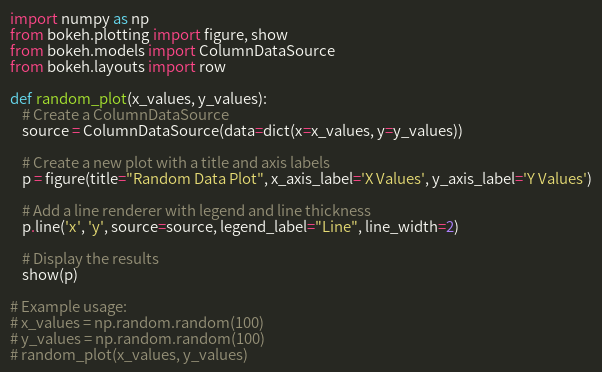 import numpy as np
from bokeh.plotting import figure, show
from bokeh.models import ColumnDataSource
from bokeh.layouts import row

def random_plot(x_values, y_values):
    # Create a ColumnDataSource
    source = ColumnDataSource(data=dict(x=x_values, y=y_values))

    # Create a new plot with a title and axis labels
    p = figure(title="Random Data Plot", x_axis_label='X Values', y_axis_label='Y Values')

    # Add a line renderer with legend and line thickness
    p.line('x', 'y', source=source, legend_label="Line", line_width=2)

    # Display the results
    show(p)

# Example usage:
# x_values = np.random.random(100)
# y_values = np.random.random(100)
# random_plot(x_values, y_values)